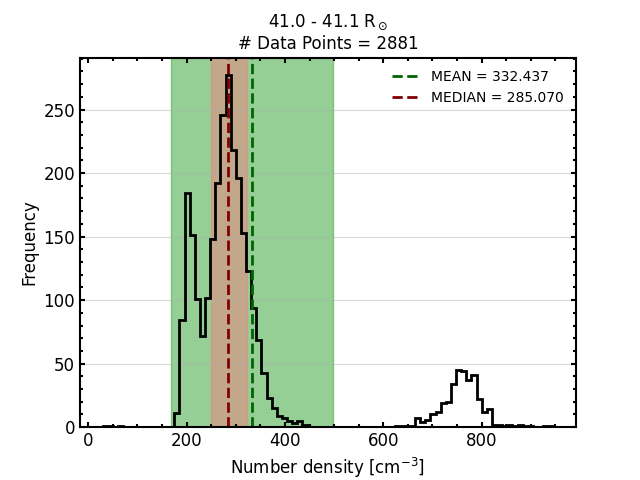 41.0 - 41.1 R⊙
# Data Points = 2881
MEAN = 332.437
MEDIAN = 285.070
Frequency
250
200
150
100
50
0
0 200 400 600 800
Number density [cm⁻³]